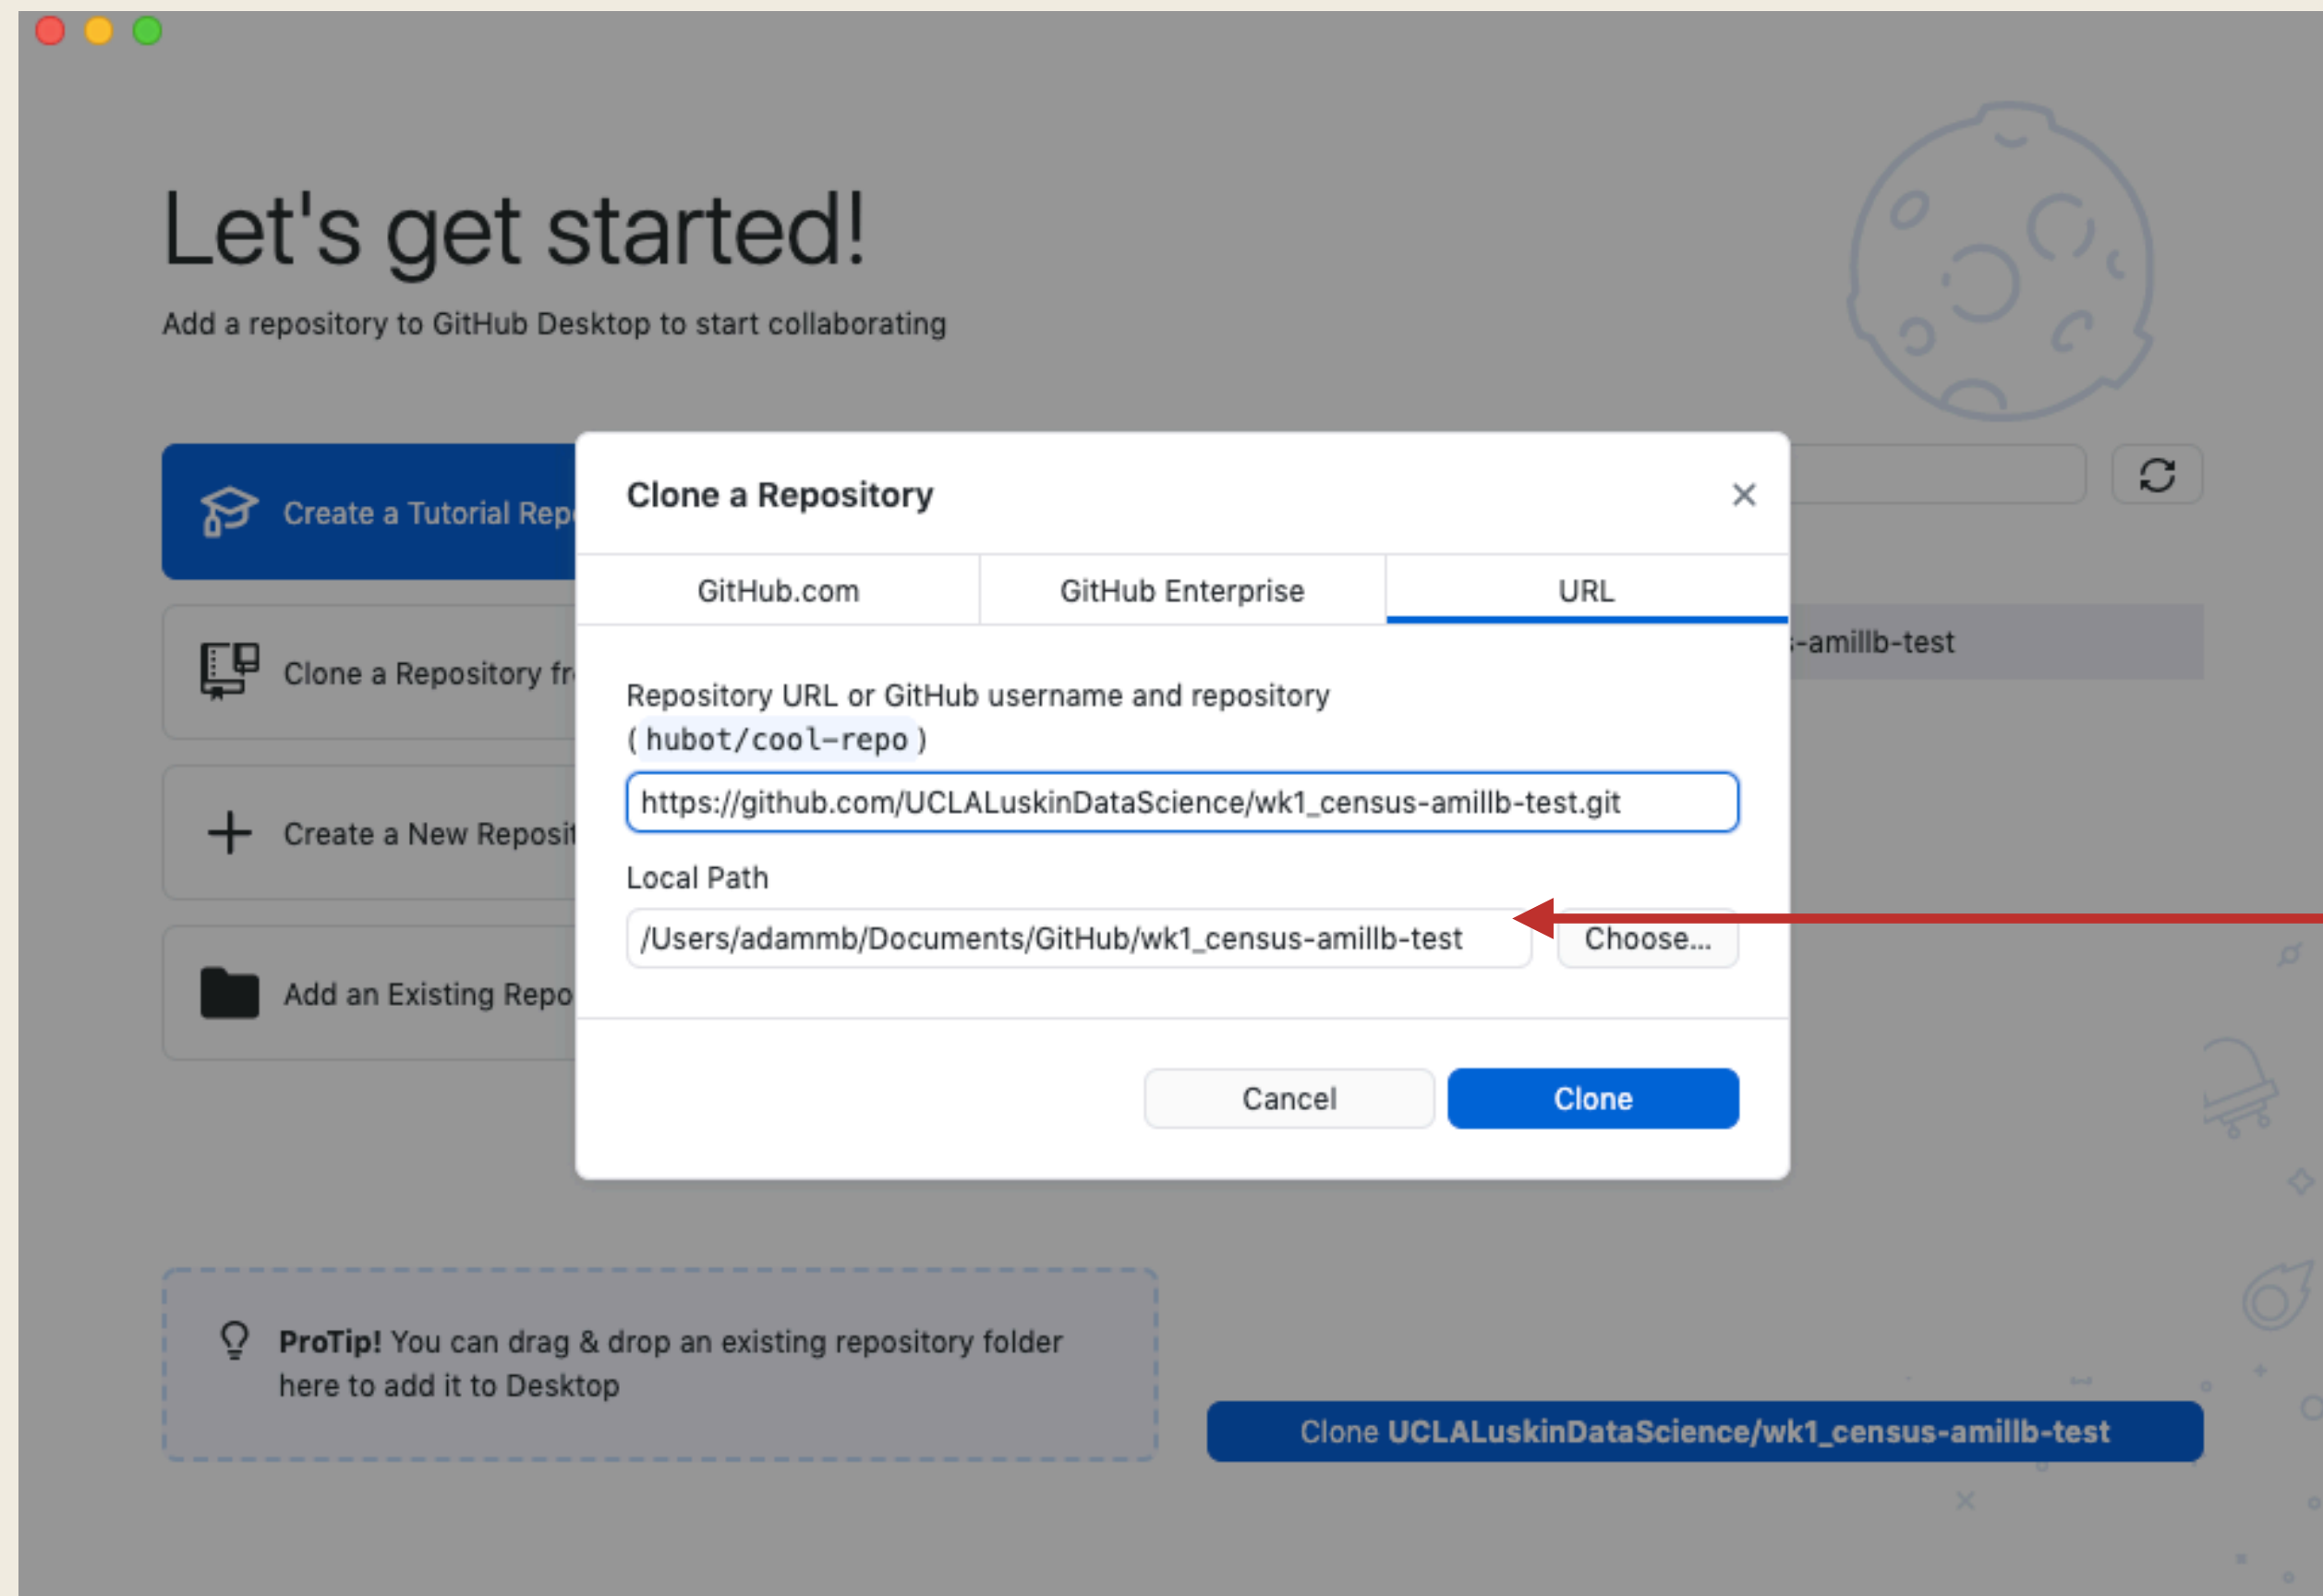 Let's get started!
Add a repository to GitHub Desktop to start collaborating
Create a Tutorial
Clone a Repository
Create a New
Add an Existing
Clone a Repository
GitHub.com
GitHub Enterprise
URL
Repository URL or GitHub username and repository
(hubot/cool-repo)
https://github.com/UCLALuskinDataScience/wk1_census-amillb-test.git
Local Path
/Users/adammb/Documents/GitHub/wk1_census-amillb-test
Choose...
Cancel
Clone
-amillb-test
ProTip! You can drag & drop an existing repository folder
here to add it to Desktop
Clone UCLALuskinDataScience/wk1_census-amillb-test